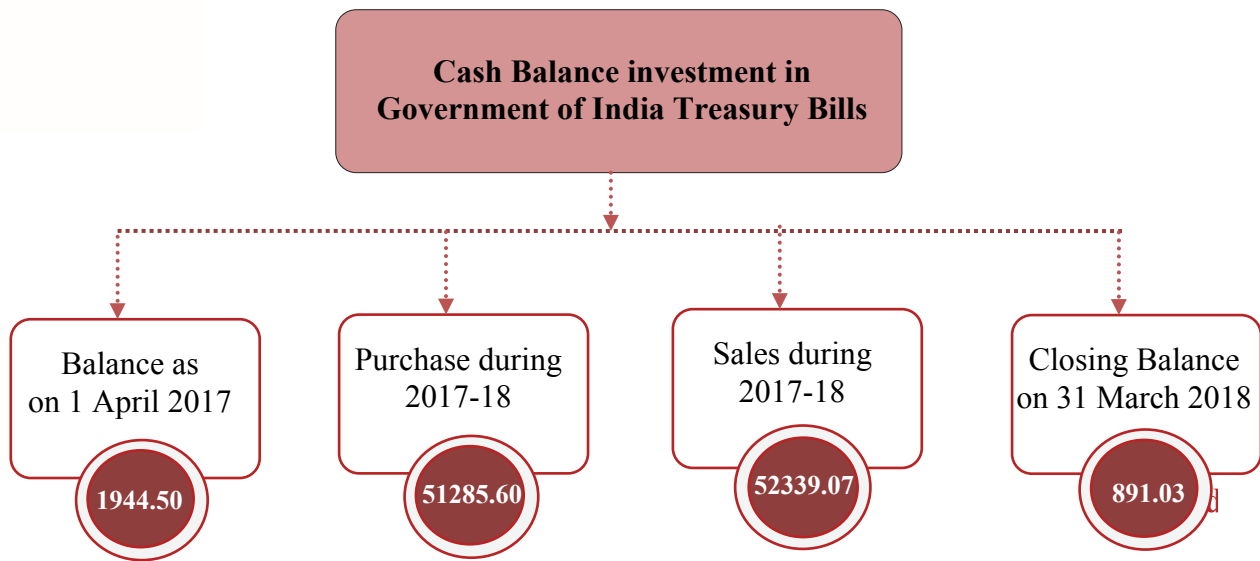 Cash Balance investment in
Government of India Treasury Bills
Balance as
on 1 April 2017
1944.50
Purchase during
2017-18
51285.60
Sales during
2017-18
52339.07
Closing Balance
on 31 March 2018
891.03